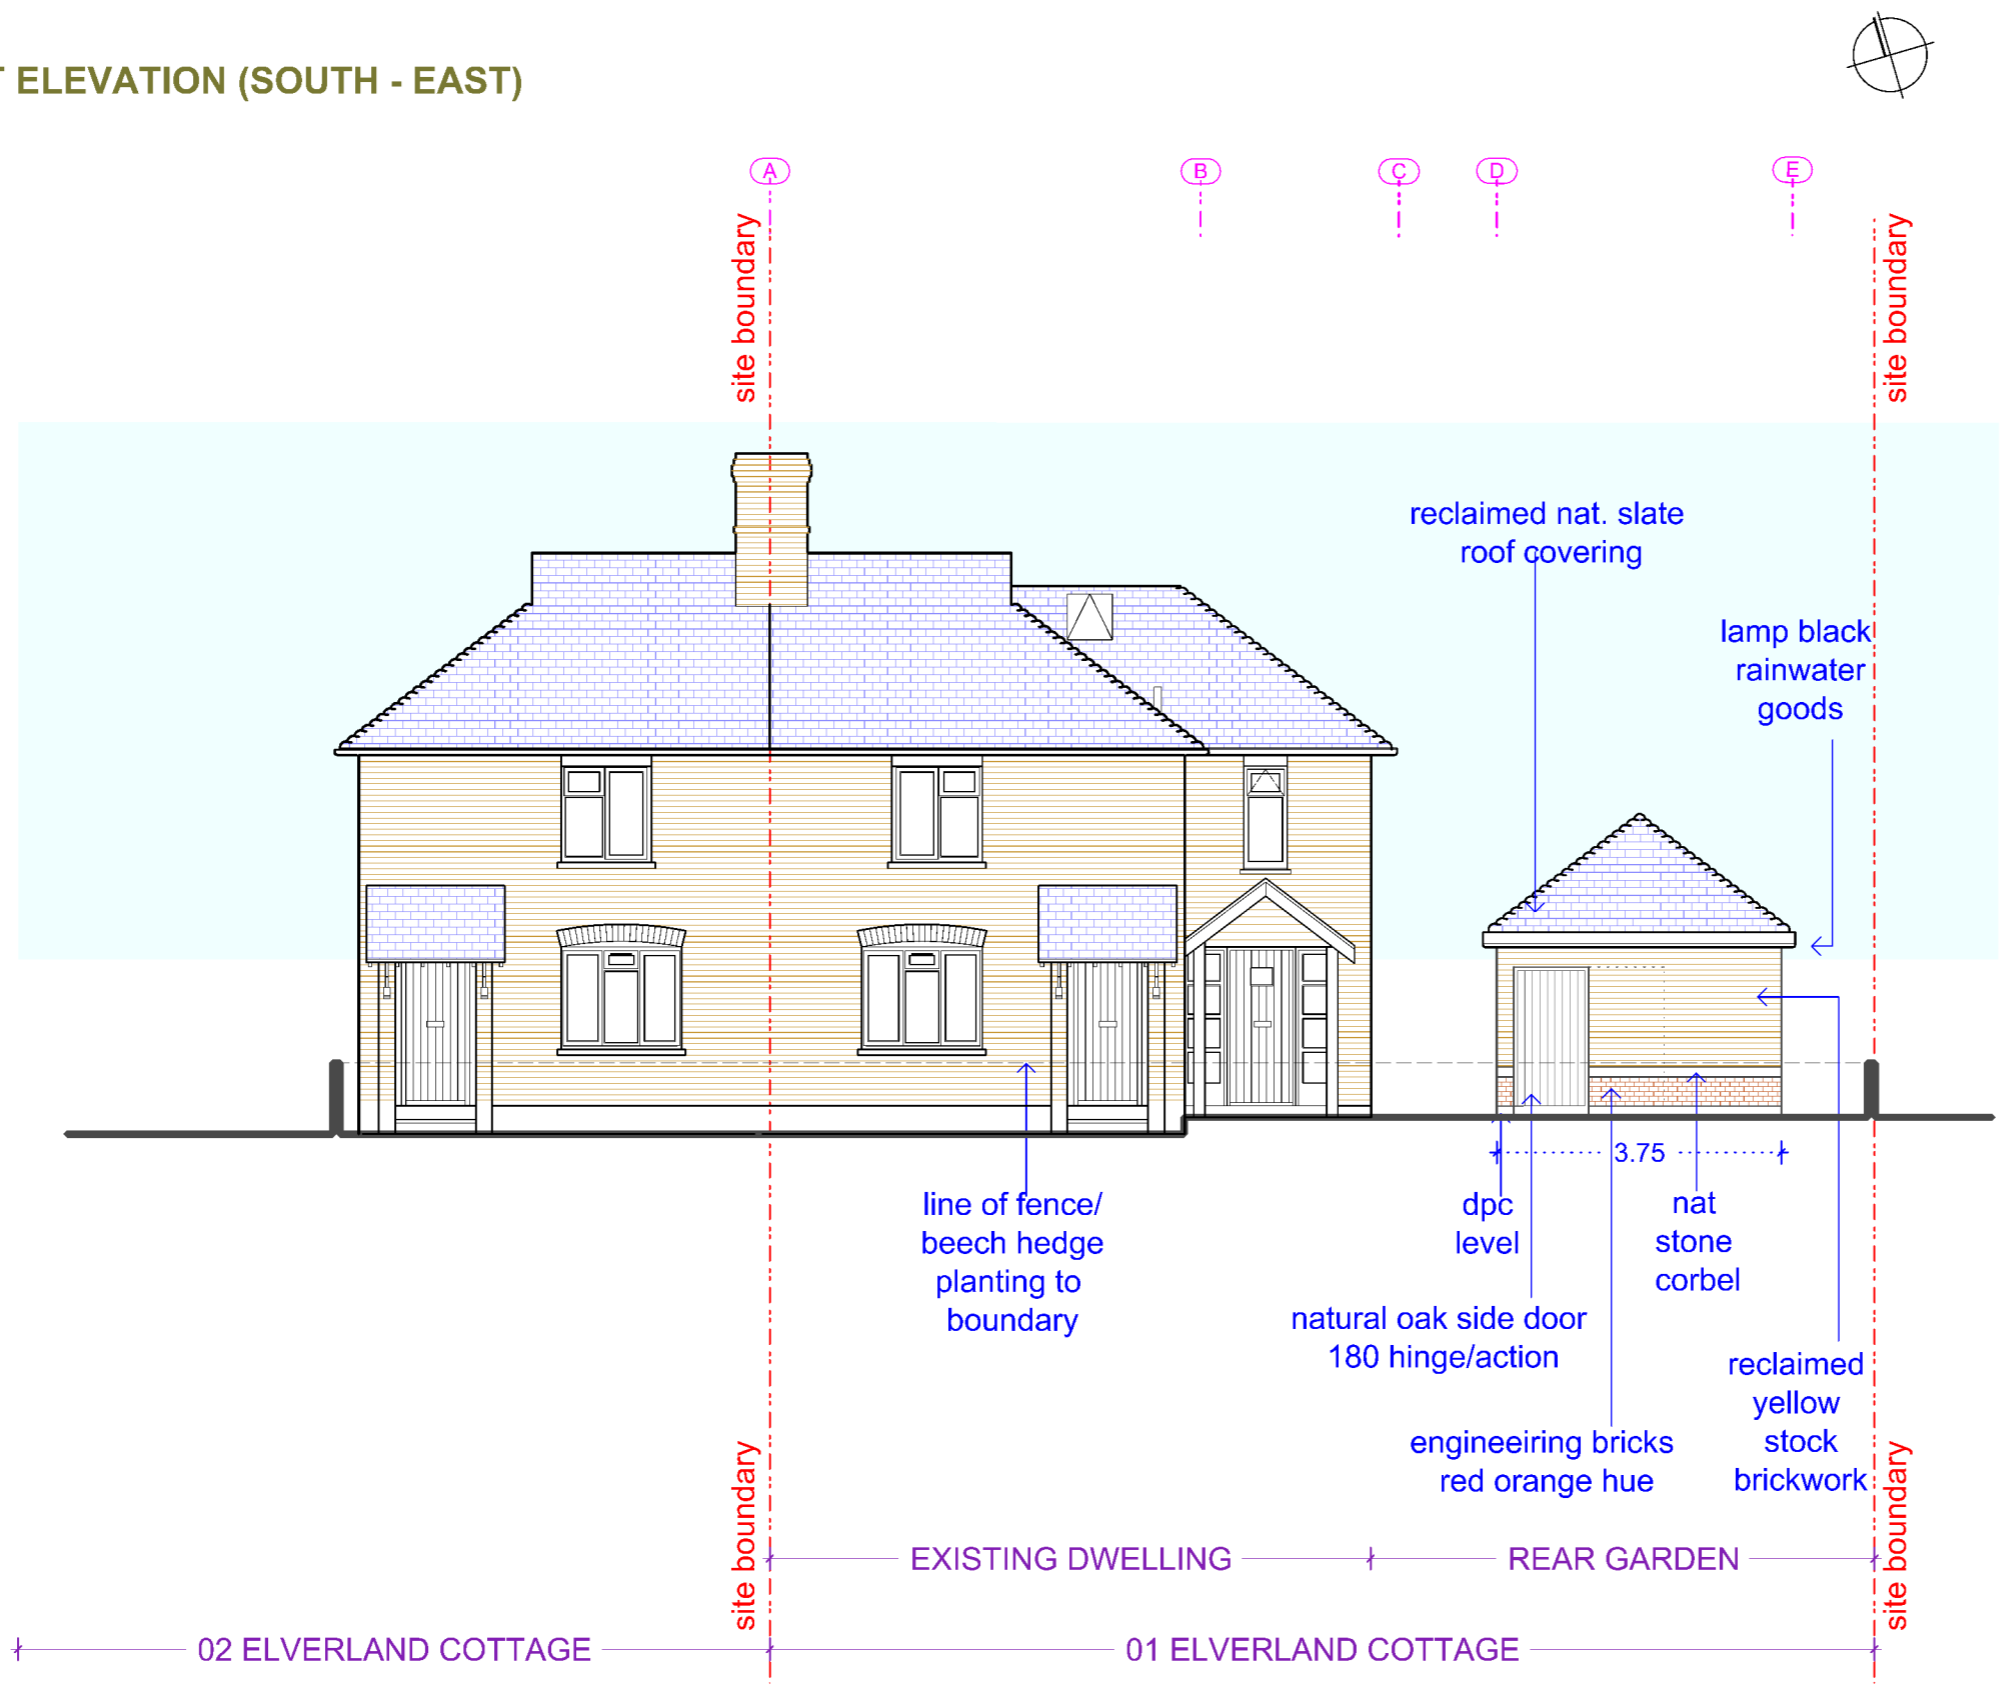 ELEVATION (SOUTH - EAST)
A
B
C
D
E
site boundary
site boundary
reclaimed nat. slate
roof covering
lamp black
rainwater
goods
3.75
line of fence/
beech hedge
planting to
boundary
dpc
level
nat
stone
corbel
natural oak side door
180 hinge/action
reclaimed
yellow
stock
brickwork
engineeiring bricks
red orange hue
site boundary
site boundary
EXISTING DWELLING
REAR GARDEN
02 ELVERLAND COTTAGE
01 ELVERLAND COTTAGE